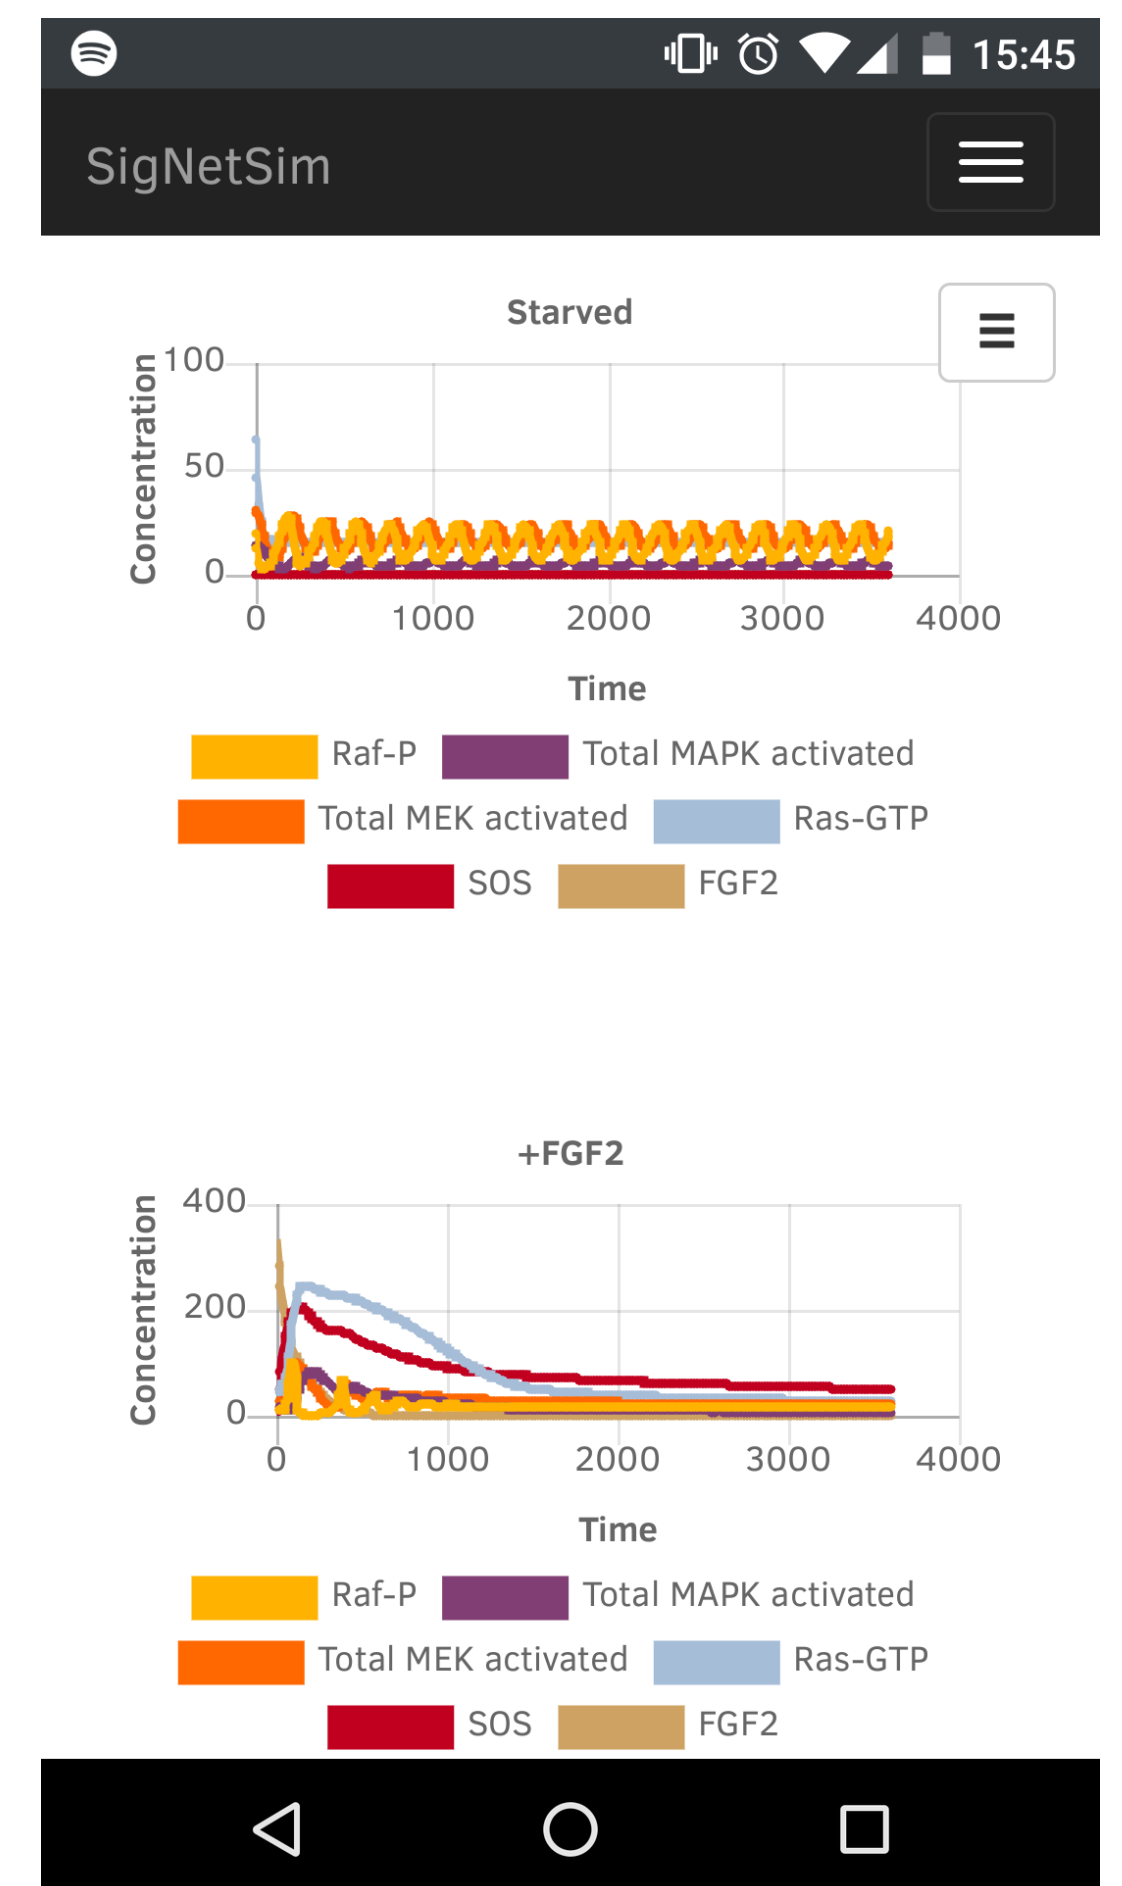 15:45
SigNetSim
Starved
Concentration
100
50
0
0 1000 2000 3000 4000
Time
Raf-P Total MAPK activated
Total MEK activated Ras-GTP
SOS FGF2
+FGF2
Concentration
400
200
0
0 1000 2000 3000 4000
Time
Raf-P Total MAPK activated
Total MEK activated Ras-GTP
SOS FGF2